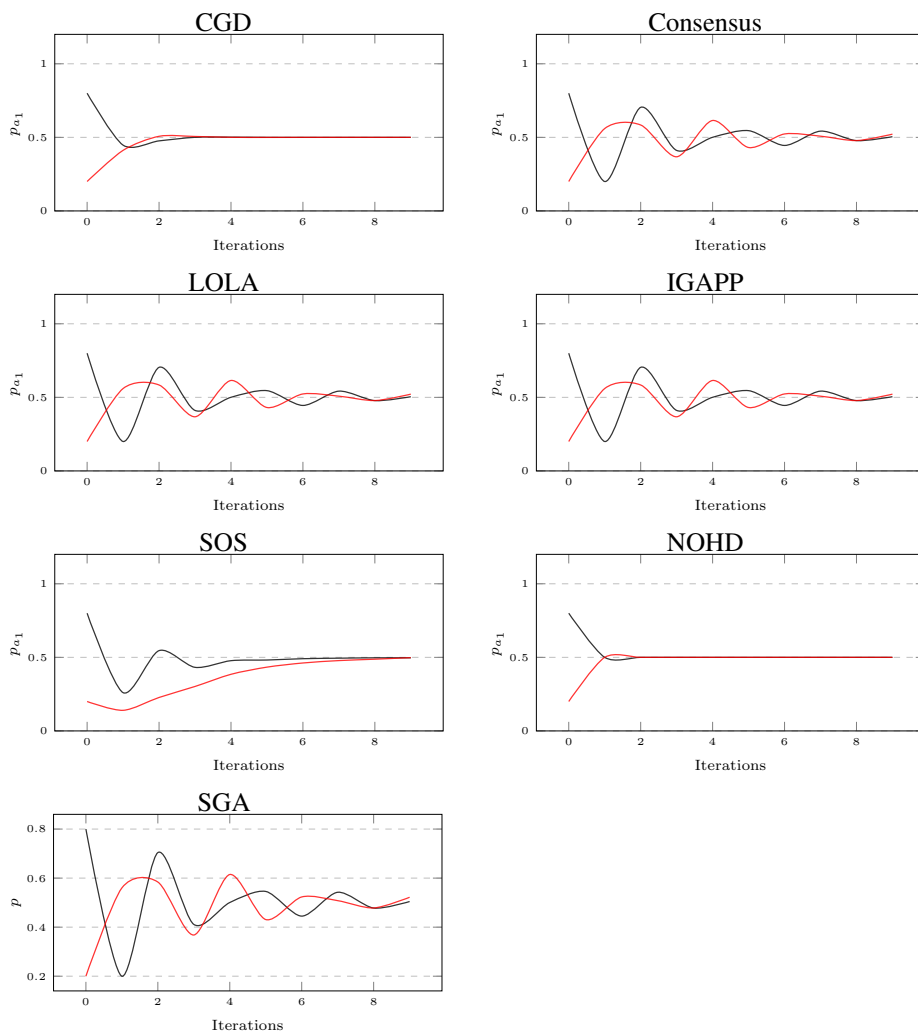 CGD
1
0.5
0
p_{a_1}
0 2 4 6 8
Iterations
Consensus
1
0.5
0
p_{a_1}
0 2 4 6 8
Iterations
LOLA
1
0.5
0
p_{a_1}
0 2 4 6 8
Iterations
IGAPP
1
0.5
0
p_{a_1}
0 2 4 6 8
Iterations
SOS
1
0.5
0
p_{a_1}
0 2 4 6 8
Iterations
NOHD
1
0.5
0
p_{a_1}
0 2 4 6 8
Iterations
SGA
0.8
0.6
0.4
0.2
p
0 2 4 6 8
Iterations